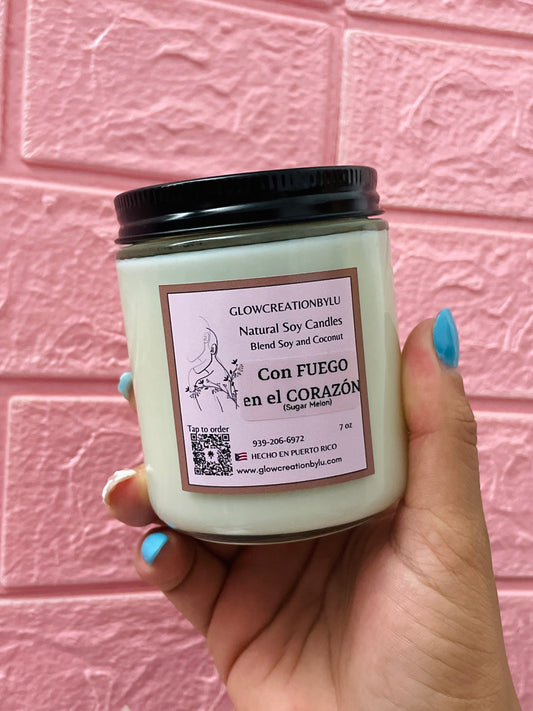 GLOWCREATIONBYLU
Natural Soy Candles
Blend Soy and Coconut
Con FUEGO
en el CORAZÓN
(Sugar Melon)
Tap to order
939-206-6972
7 oz
HECHO EN PUERTO RICO
www.glowcreationbylu.com